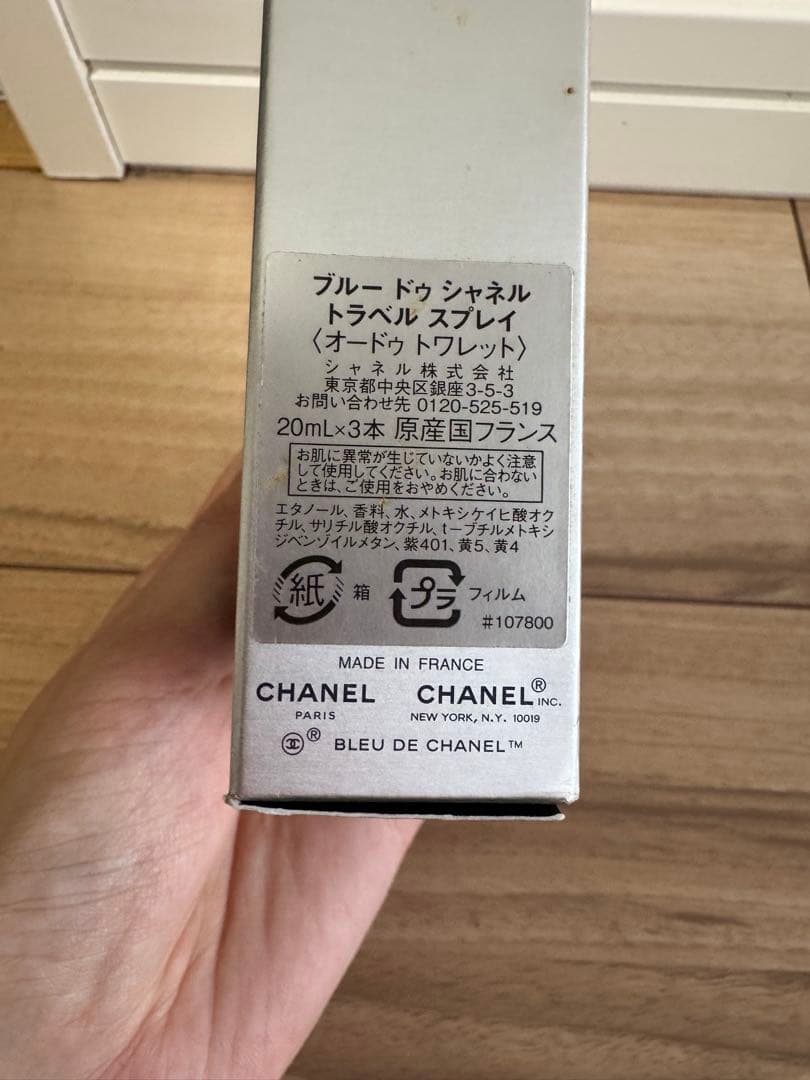 ブルー ドゥ シャネル
トラベル スプレイ
〈オードゥ トワレット〉
シャネル株式会社
東京都中央区銀座3-5-3
お問い合わせ先 0120-525-519
20mL×3本 原産国フランス
お肌に異常が生じていないかよく注意
して使用してください。お肌に合わない
ときは、ご使用をおやめください。
エタノール、香料、水、メトキシケイヒ酸オク
チル、サリチル酸オクチル、t-ブチルメトキシ
ジベンゾイルメタン、紫401、黄5、黄4
紙 箱 プラ フィルム
#107800
MADE IN FRANCE
CHANEL CHANEL® INC.
PARIS NEW YORK, N.Y. 10019
® BLEU DE CHANEL™